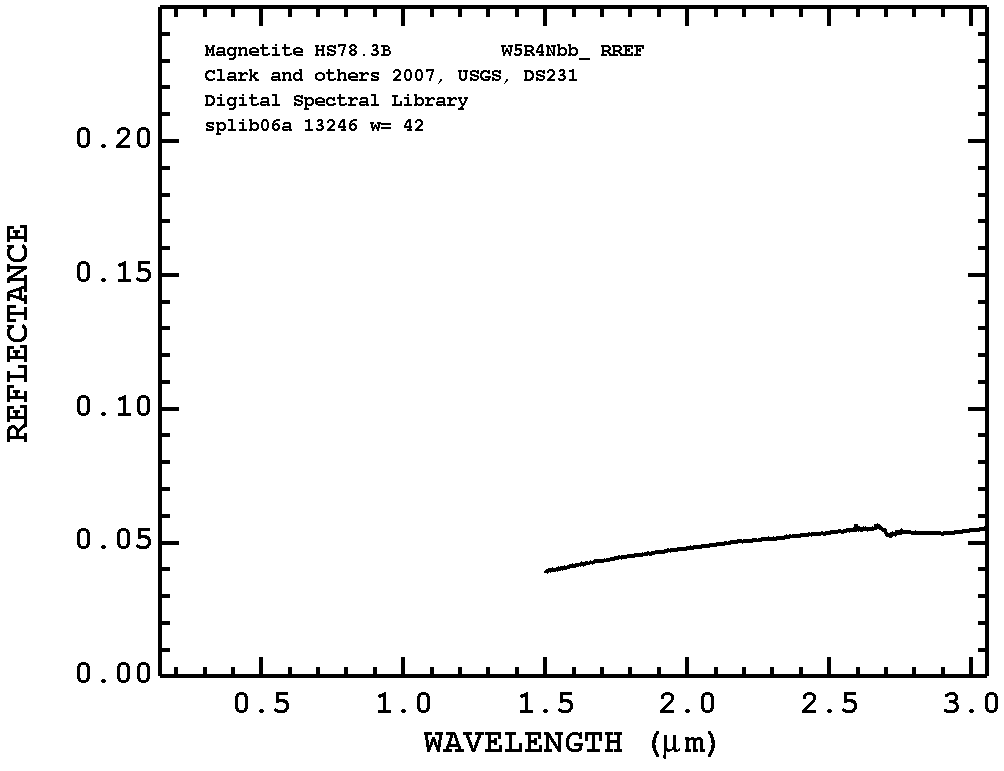 Magnetite HS78.3B W5R4Nbb_ RREF
Clark and others 2007, USGS, DS231
Digital Spectral Library
splib06a 13246 w= 42
REFLECTANCE
0.20
0.15
0.10
0.05
0.00
0.5 1.0 1.5 2.0 2.5 3.0
WAVELENGTH (μm)